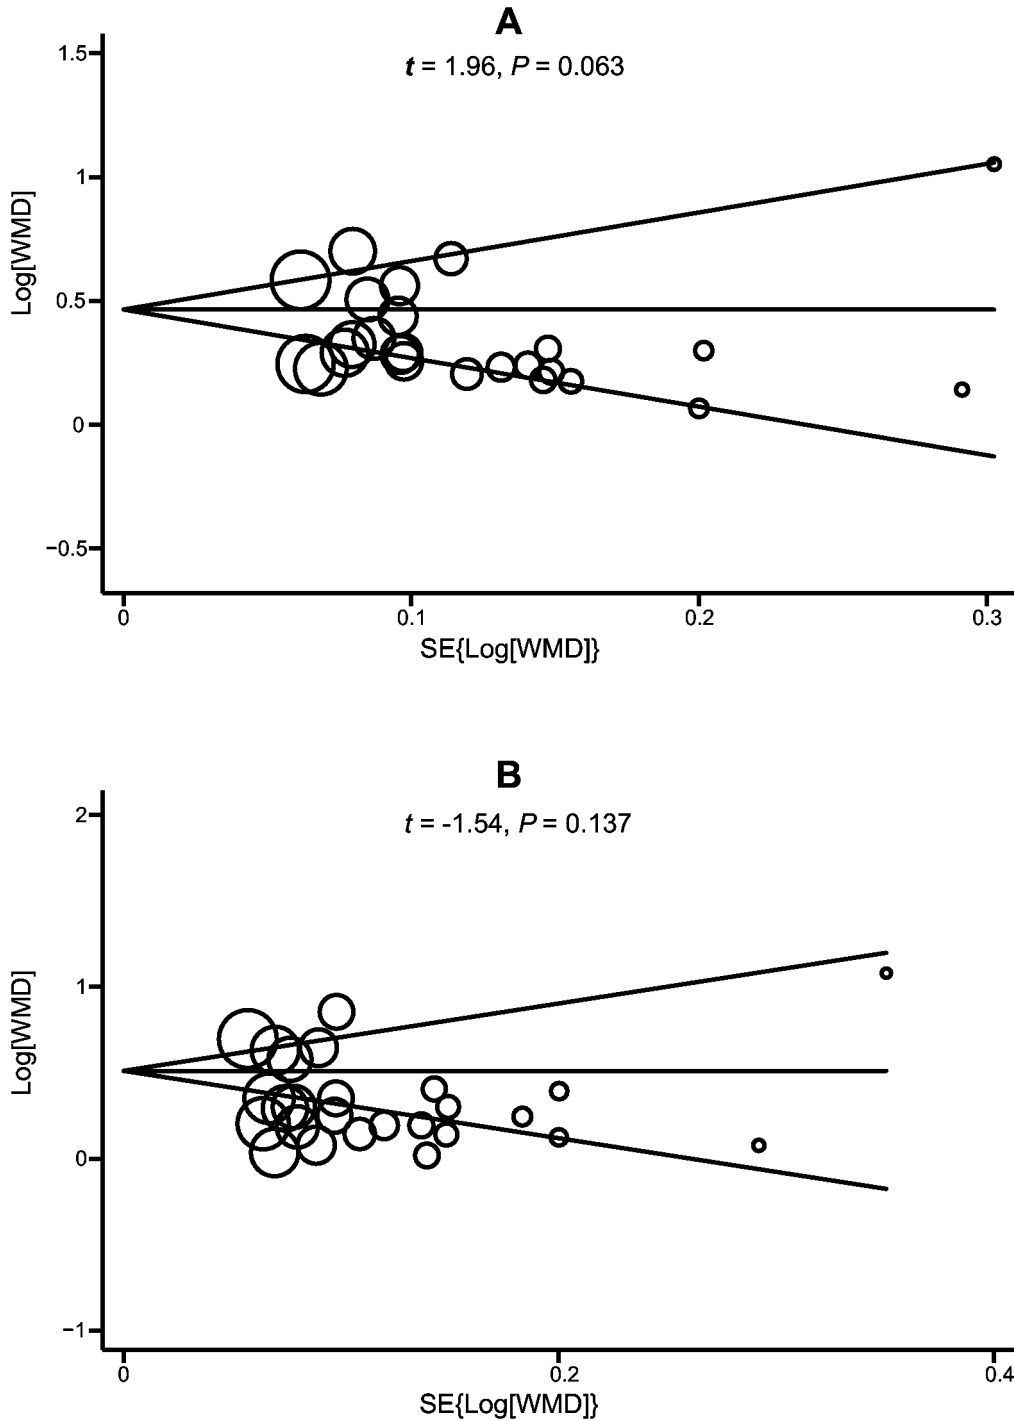 A
t = 1.96, P = 0.063
1.5
1
0.5
0
−0.5
Log[WMD]
0 0.1 0.2 0.3
SE{Log[WMD]}
B
t = -1.54, P = 0.137
2
1
0
−1
Log[WMD]
0 0.2 0.4
SE{Log[WMD]}